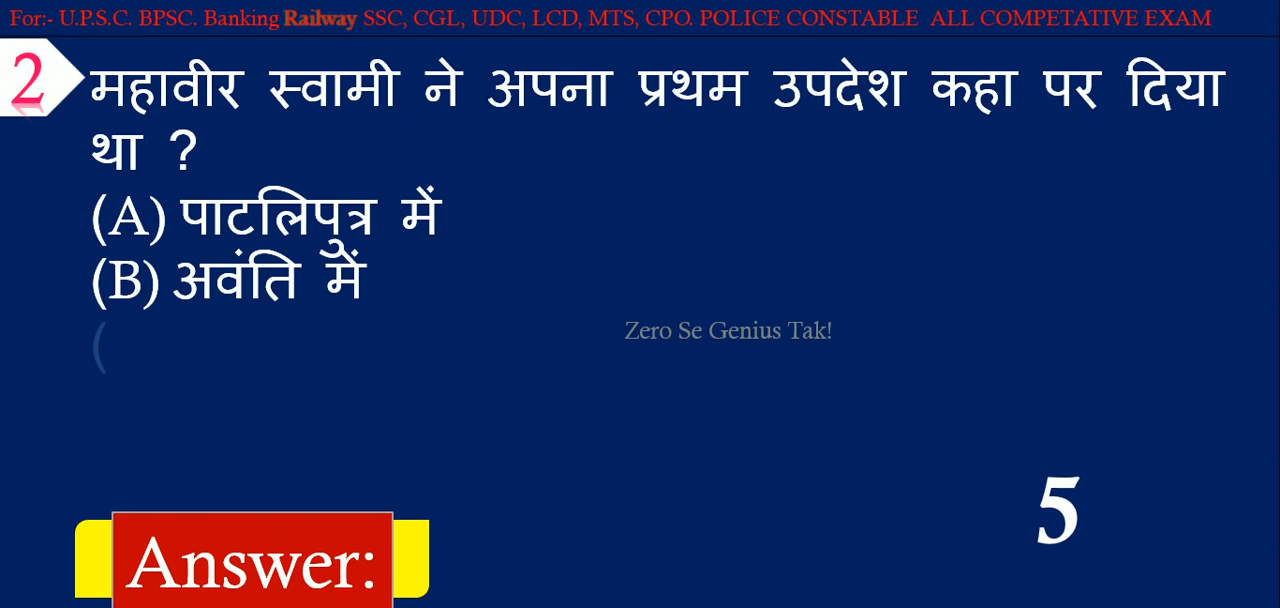 For:- U.P.S.C. BPSC. Banking Railway SSC, CGL, UDC, LCD, MTS, CPO. POLICE CONSTABLE ALL COMPETATIVE EXAM
2
महावीर स्वामी ने अपना प्रथम उपदेश कहा पर दिया
था ?
(A) पाटलिपुत्र में
(B) अवंति में
(
Zero Se Genius Tak!
5
Answer: